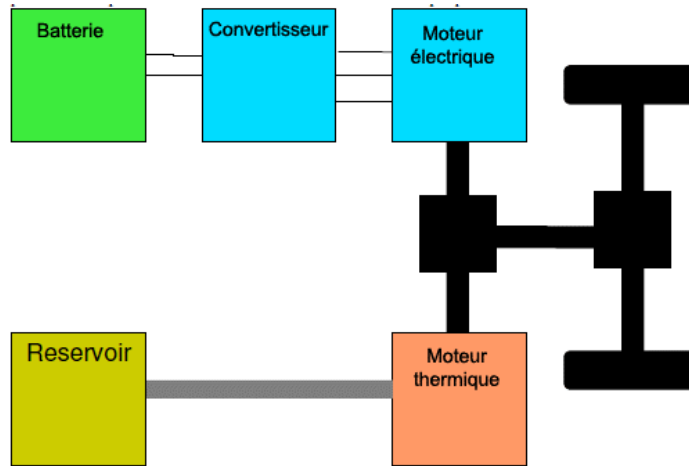 Batterie
Convertisseur
Moteur
électrique
Reservoir
Moteur
thermique